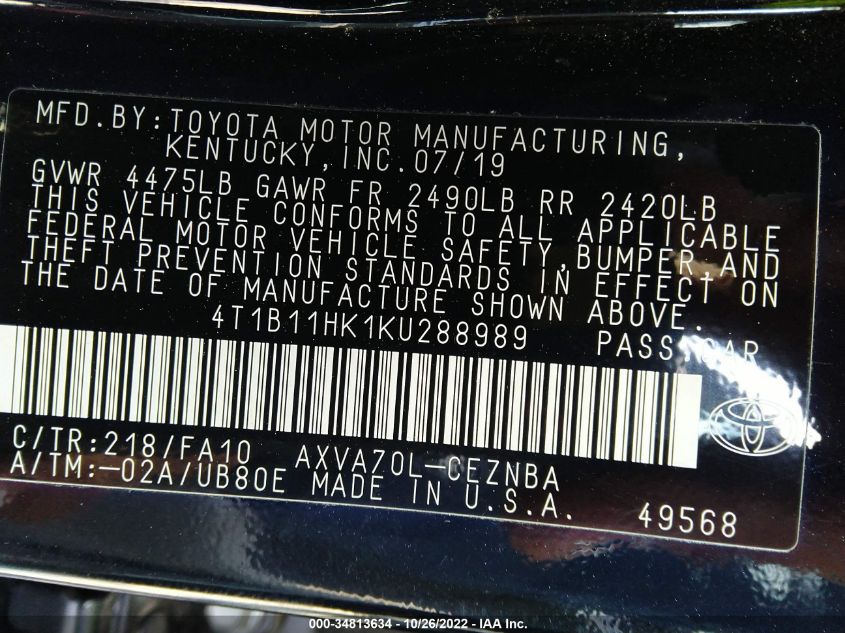 MFD.BY:TOYOTA MOTOR MANUFACTURING,
KENTUCKY,INC.07/19
GVWR 4475LB GAWR FR 2490LB RR 2420LB
THIS VEHICLE CONFORMS TO ALL APPLICABLE
FEDERAL MOTOR VEHICLE SAFETY,BUMPER,AND
THEFT PREVENTION STANDARDS IN EFFECT ON
THE DATE OF MANUFACTURE SHOWN ABOVE.
4T1B11HK1KU288989 PASS.CAR
C/TR:218/FA10 AXVA70L-CEZNBA
A/TM:-02A/UB80E MADE IN U.S.A. 49568
000-34813634 - 10/26/2022 - IAA Inc.